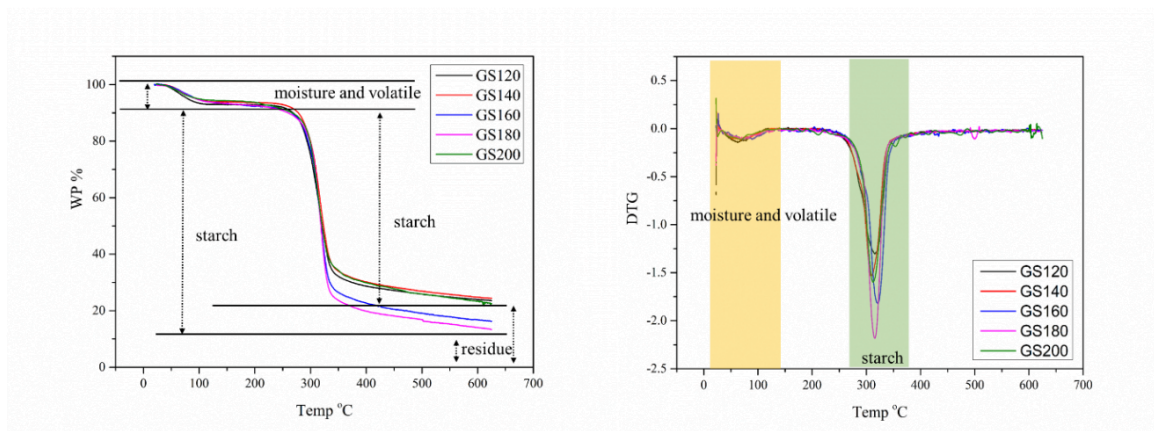 GS120
GS140
GS160
GS180
GS200
moisture and volatile
starch
starch
residue
100
80
60
40
20
0
WP %
0
100
200
300
400
500
600
700
Temp °C
0.5
0.0
-0.5
-1.0
-1.5
-2.0
-2.5
DTG
moisture and volatile
starch
GS120
GS140
GS160
GS180
GS200
0
100
200
300
400
500
600
700
Temp °C